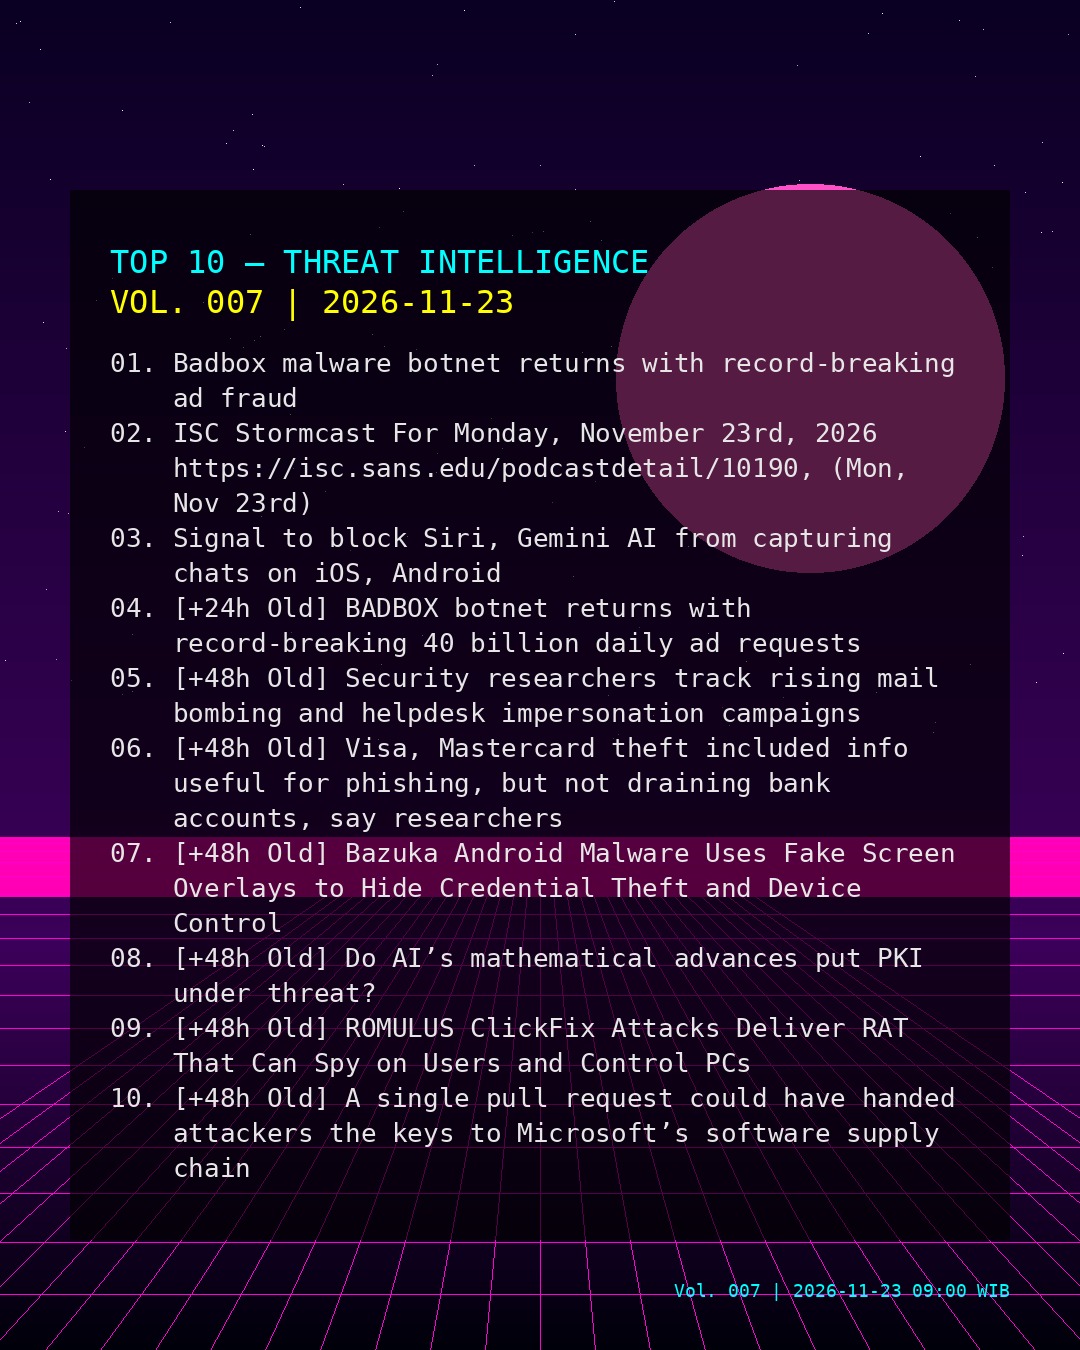 TOP 10 — THREAT INTELLIGENCE
VOL. 007 | 2026-11-23
01. Badbox malware botnet returns with record-breaking
ad fraud
02. ISC Stormcast For Monday, November 23rd, 2026
https://isc.sans.edu/podcastdetail/10190, (Mon,
Nov 23rd)
03. Signal to block Siri, Gemini AI from capturing
chats on iOS, Android
04. [+24h Old] BADBOX botnet returns with
record-breaking 40 billion daily ad requests
05. [+48h Old] Security researchers track rising mail
bombing and helpdesk impersonation campaigns
06. [+48h Old] Visa, Mastercard theft included info
useful for phishing, but not draining bank
accounts, say researchers
07. [+48h Old] Bazuka Android Malware Uses Fake Screen
Overlays to Hide Credential Theft and Device
Control
08. [+48h Old] Do AI’s mathematical advances put PKI
under threat?
09. [+48h Old] ROMULUS ClickFix Attacks Deliver RAT
That Can Spy on Users and Control PCs
10. [+48h Old] A single pull request could have handed
attackers the keys to Microsoft’s software supply
chain
Vol. 007 | 2026-11-23 09:00 WIB